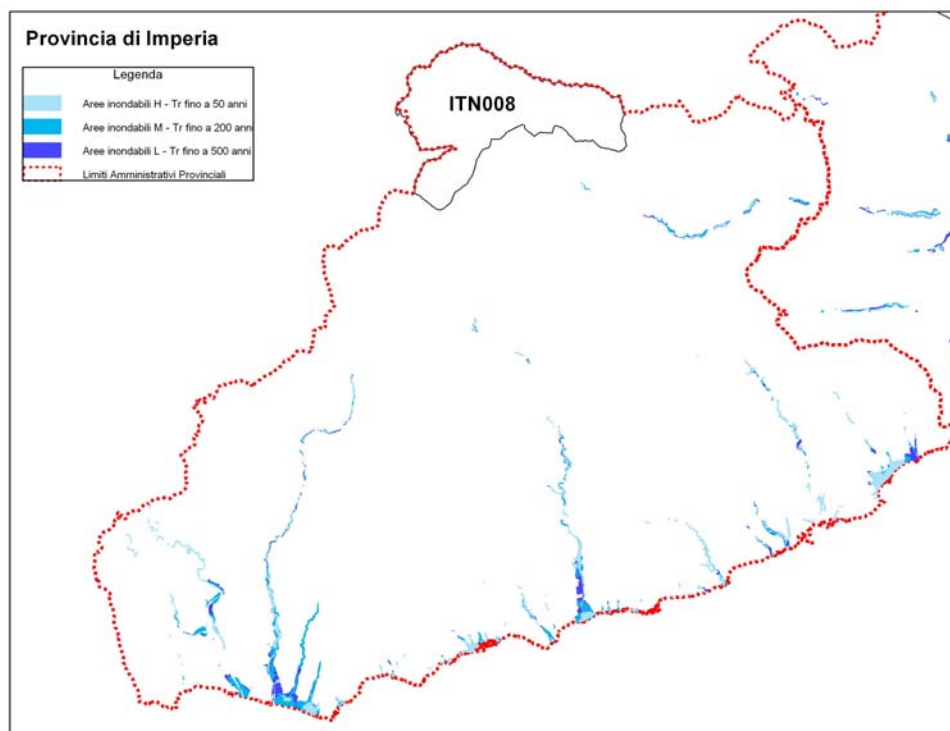 Provincia di Imperia
Legenda
Aree inondabili H - Tr fino a 50 anni
Aree inondabili M - Tr fino a 200 anni
Aree inondabili L - Tr fino a 500 anni
Limiti Amministrativi Provinciali
ITN008